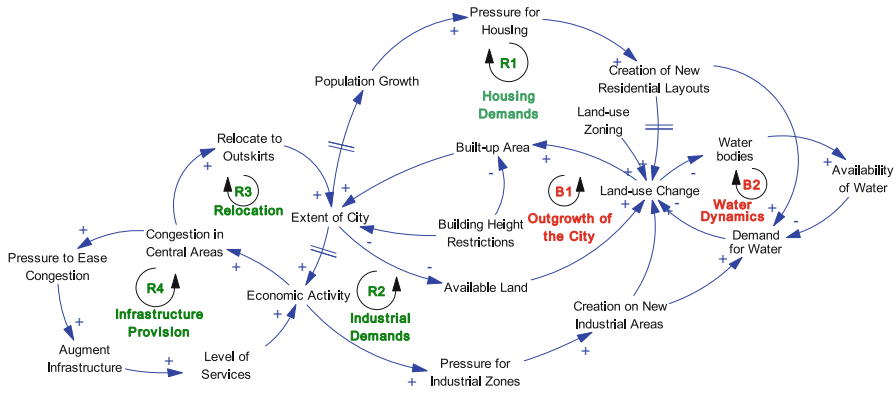 Pressure for
Housing
R1
Housing
Demands
Population Growth
Creation of New
Residential Layouts
Land-use
Zoning
Relocate to
Outskirts
Built-up Area
Water
bodies
Availability
of Water
R3
Relocation
B1
Outgrowth of
the City
Land-use Change
B2
Water
Dynamics
Extent of City
Building Height
Restrictions
Demand
for Water
Congestion in
Central Areas
Pressure to Ease
Congestion
R4
Infrastructure
Provision
Economic Activity
R2
Industrial
Demands
Available Land
Creation on New
Industrial Areas
Augment
Infrastructure
Level of
Services
Pressure for
Industrial Zones